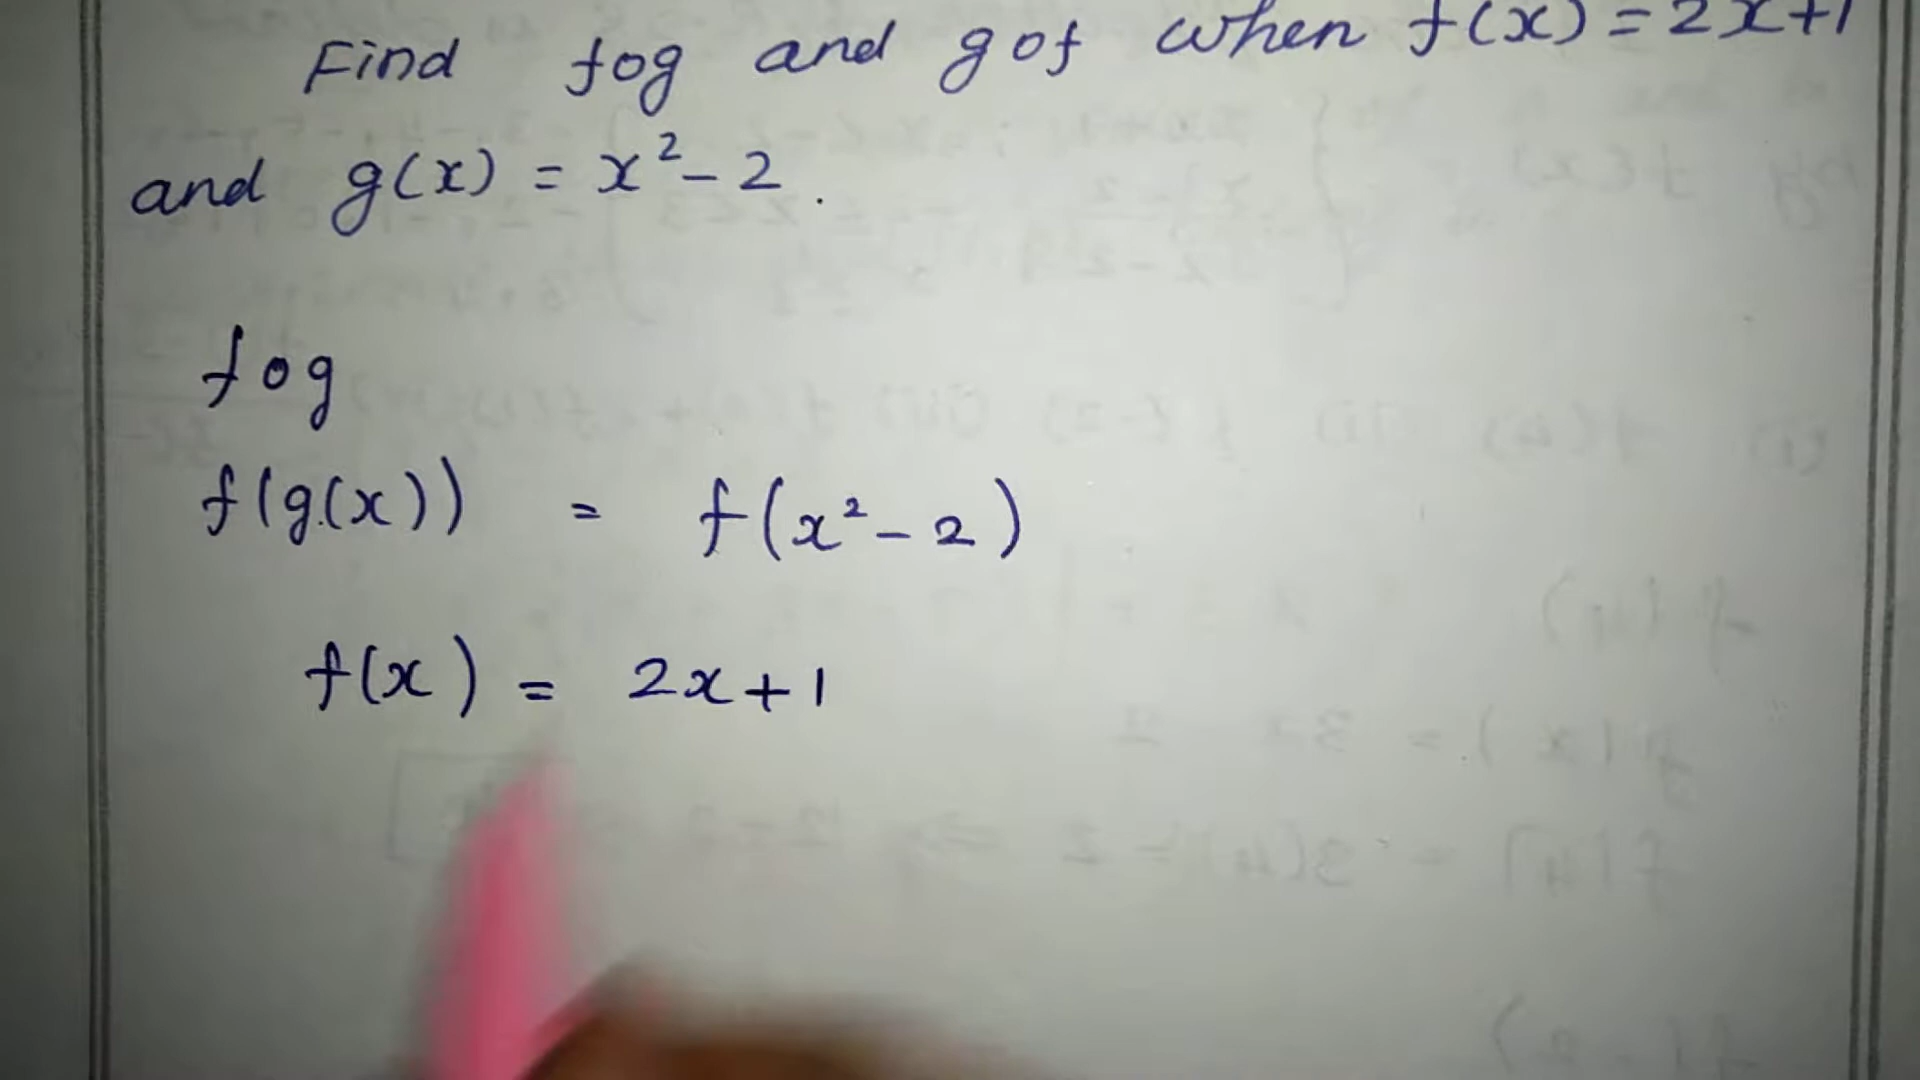 Find fog and gof when f(x) = 2x+1
and g(x) = x² - 2.
fog
f(g(x)) = f(x² - 2)
f(x) = 2x + 1